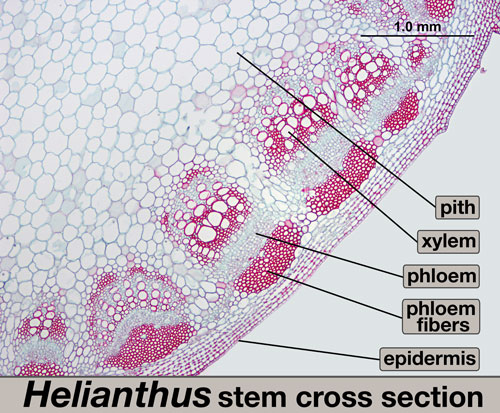 1.0 mm
pith
xylem
phloem
phloem
fibers
epidermis
Helianthus stem cross section